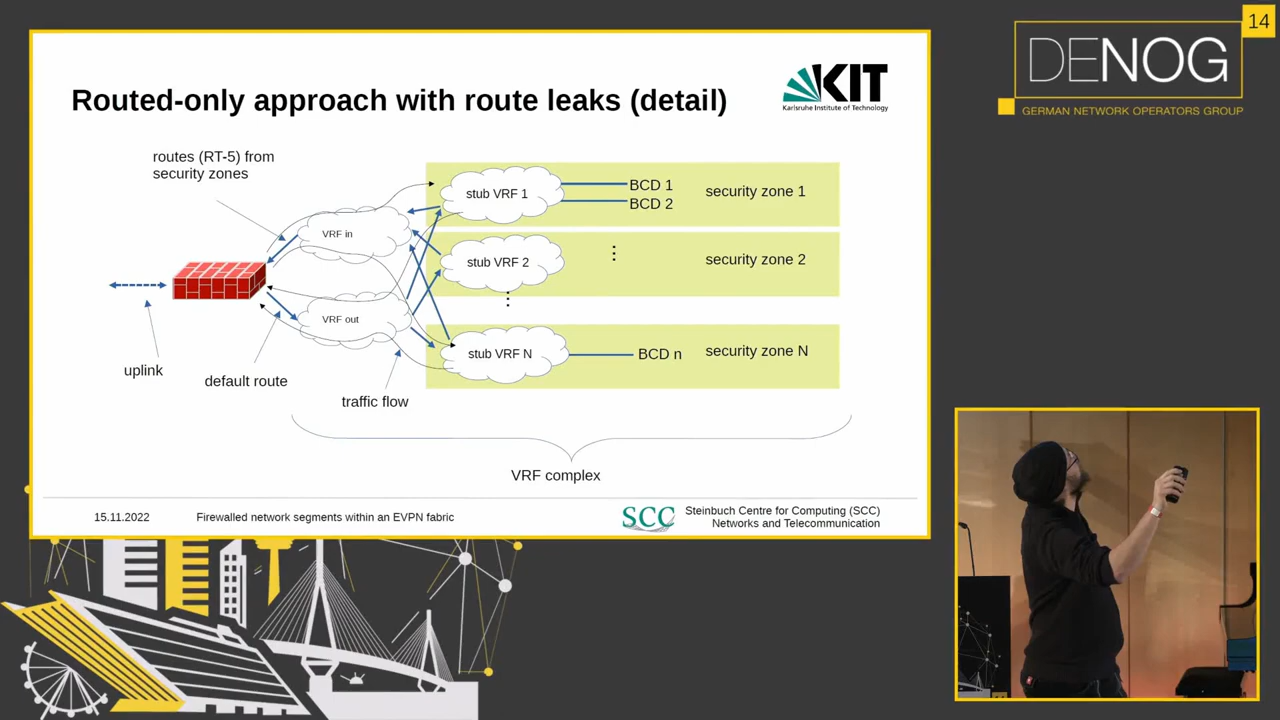 14
DENOG
GERMAN NETWORK OPERATORS GROUP
Routed-only approach with route leaks (detail)
KIT
Karlsruhe Institute of Technology
routes (RT-5) from
security zones
VRF in
VRF out
uplink
default route
traffic flow
stub VRF 1
BCD 1
BCD 2
security zone 1
stub VRF 2
⋮
security zone 2
⋮
stub VRF N
BCD n
security zone N
VRF complex
15.11.2022
Firewalled network segments within an EVPN fabric
SCC
Steinbuch Centre for Computing (SCC)
Networks and Telecommunication